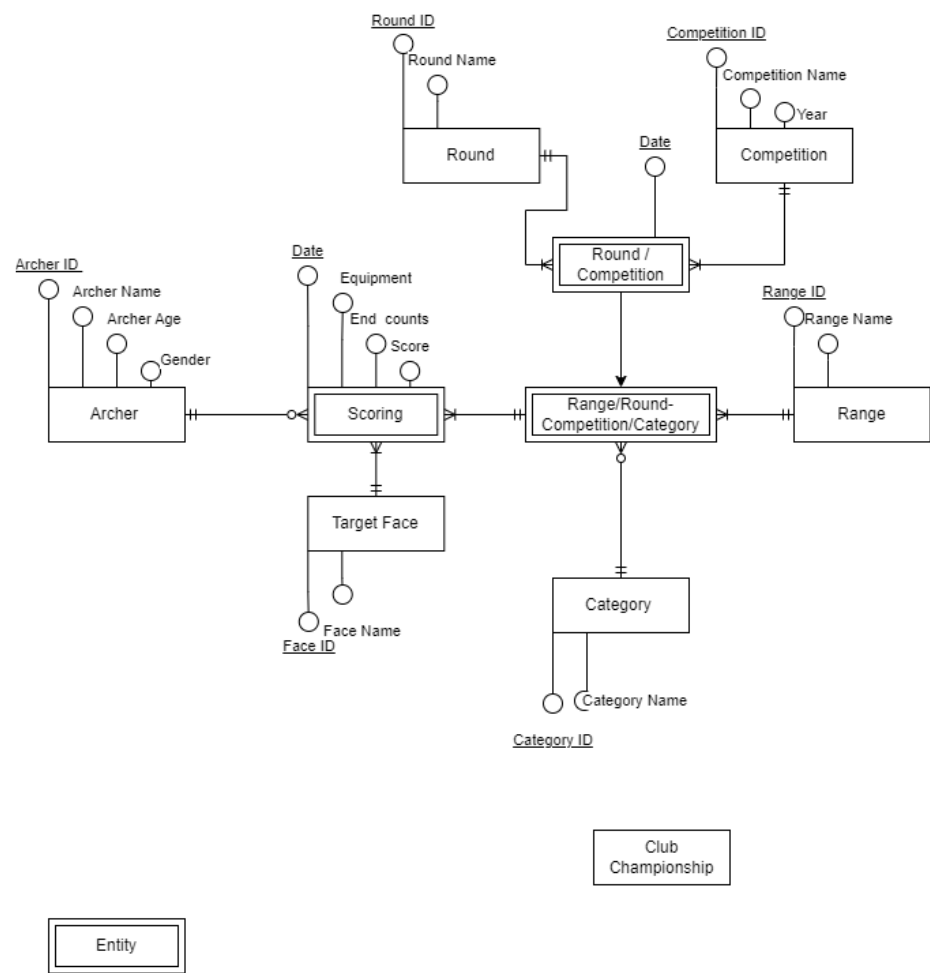 Round ID
Round Name
Competition ID
Competition Name
Year
Round
Competition
Date
Round /
Competition
Archer ID
Archer Name
Archer Age
Gender
Date
Equipment
End counts
Score
Range ID
Range Name
Archer
Scoring
Range/Round-
Competition/Category
Range
Target Face
Face Name
Face ID
Category
Category Name
Category ID
Club
Championship
Entity